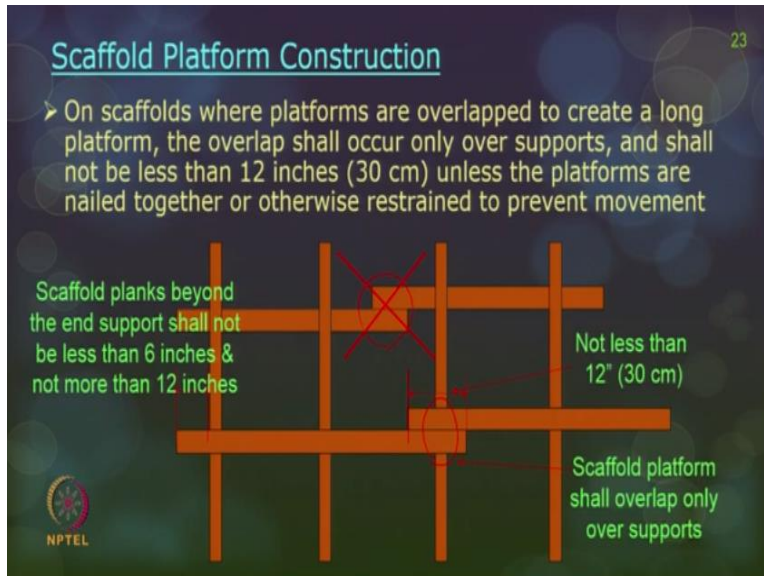 23
Scaffold Platform Construction
➤ On scaffolds where platforms are overlapped to create a long
platform, the overlap shall occur only over supports, and shall
not be less than 12 inches (30 cm) unless the platforms are
nailed together or otherwise restrained to prevent movement
Scaffold planks beyond
the end support shall not
be less than 6 inches &
not more than 12 inches
Not less than
12” (30 cm)
Scaffold platform
shall overlap only
over supports
NPTEL